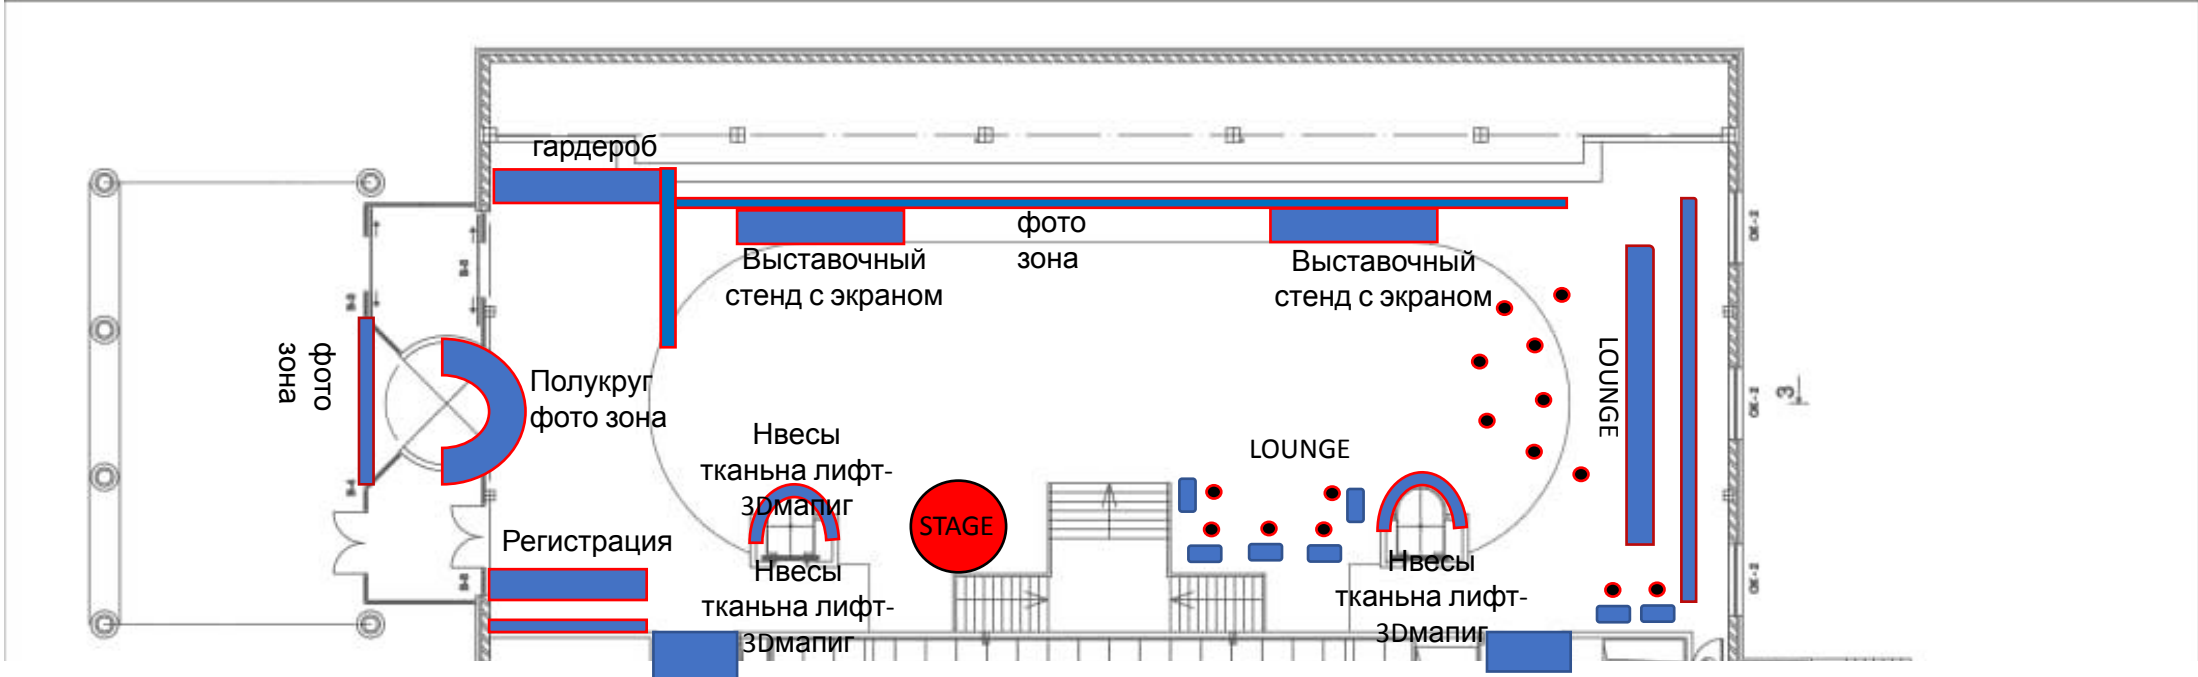 гардероб
фото
зона
Выставочный
стенд с экраном
Выставочный
стенд с экраном
фото
зона
Полукруг
фото зона
LOUNGE
Нвесы
тканьна лифт-
3Dмапиг
LOUNGE
STAGE
Регистрация
Нвесы
тканьна лифт-
3Dмапиг
Нвесы
тканьна лифт-
3Dмапиг
3